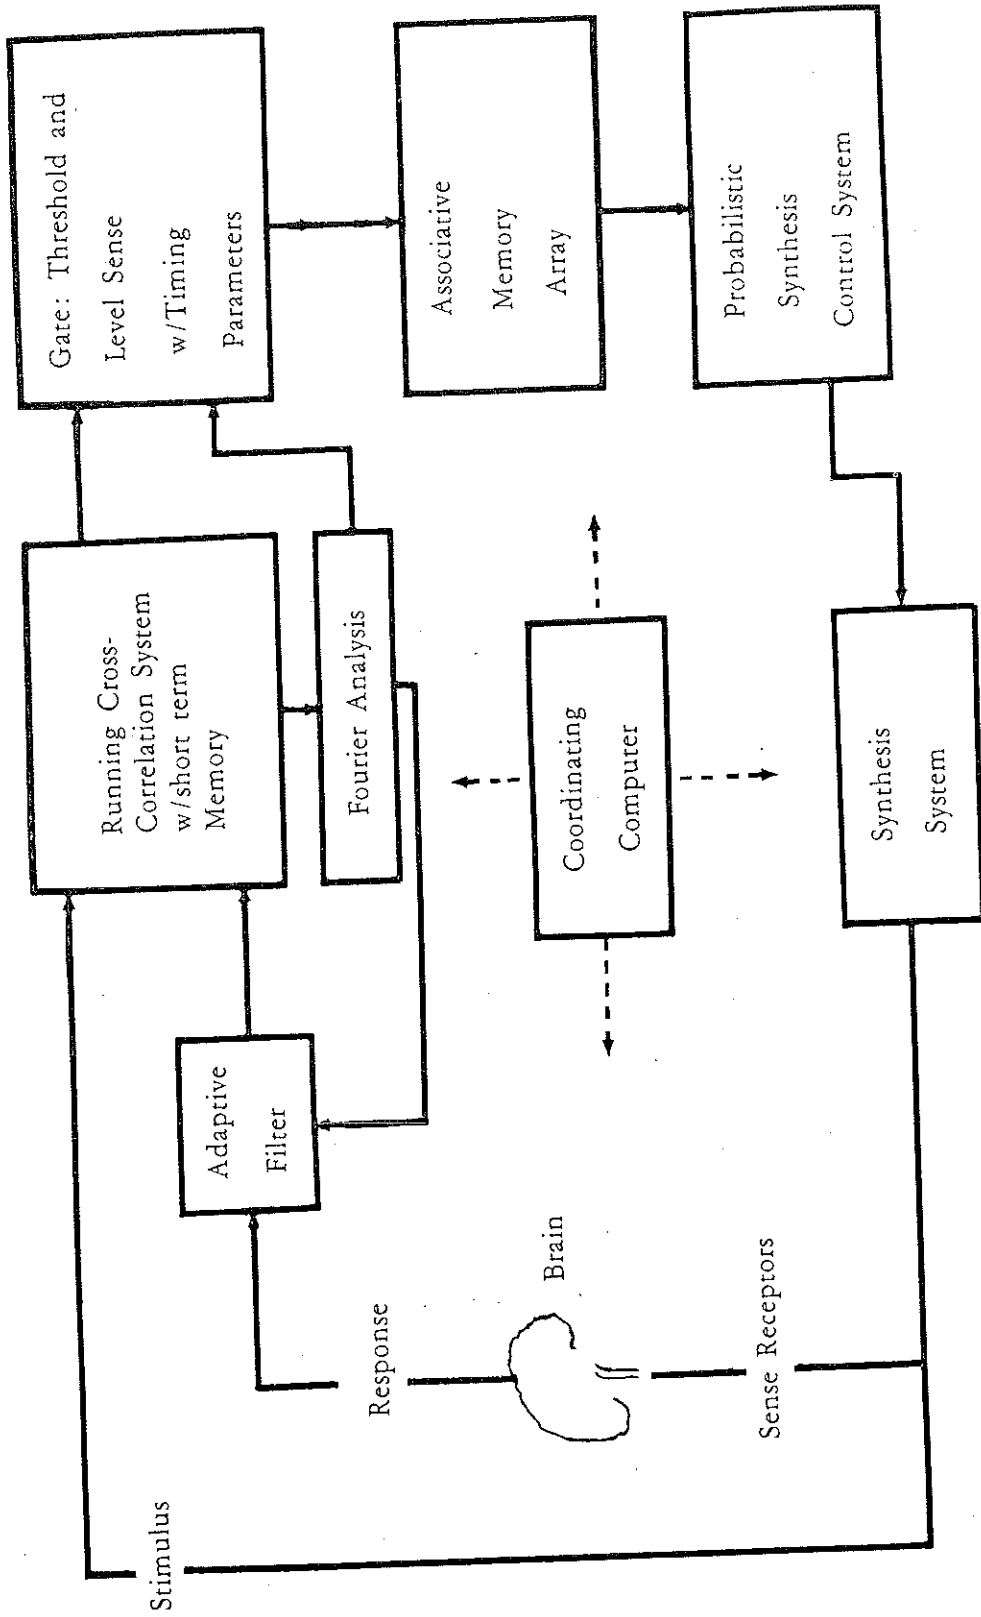 Stimulus
Response
Brain
Sense Receptors
Adaptive
Filter
Running Cross-
Correlation System
w/short term
Memory
Fourier Analysis
Gate: Threshold and
Level Sense
w/Timing
Parameters
Associative
Memory
Array
Probabilistic
Synthesis
Control System
Coordinating
Computer
Synthesis
System